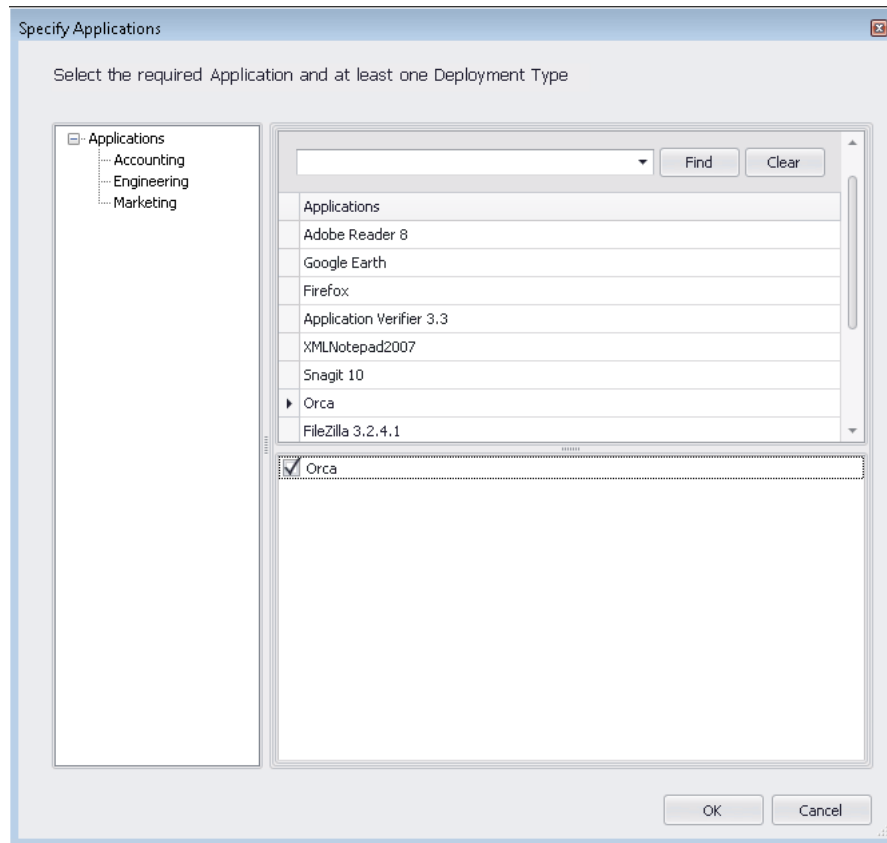 Specify Applications
Select the required Application and at least one Deployment Type
Applications
Accounting
Engineering
Marketing
Find
Clear
Applications
Adobe Reader 8
Google Earth
Firefox
Application Verifier 3.3
XMLNotepad2007
Snagit 10
Orca
FileZilla 3.2.4.1
Orca
OK
Cancel